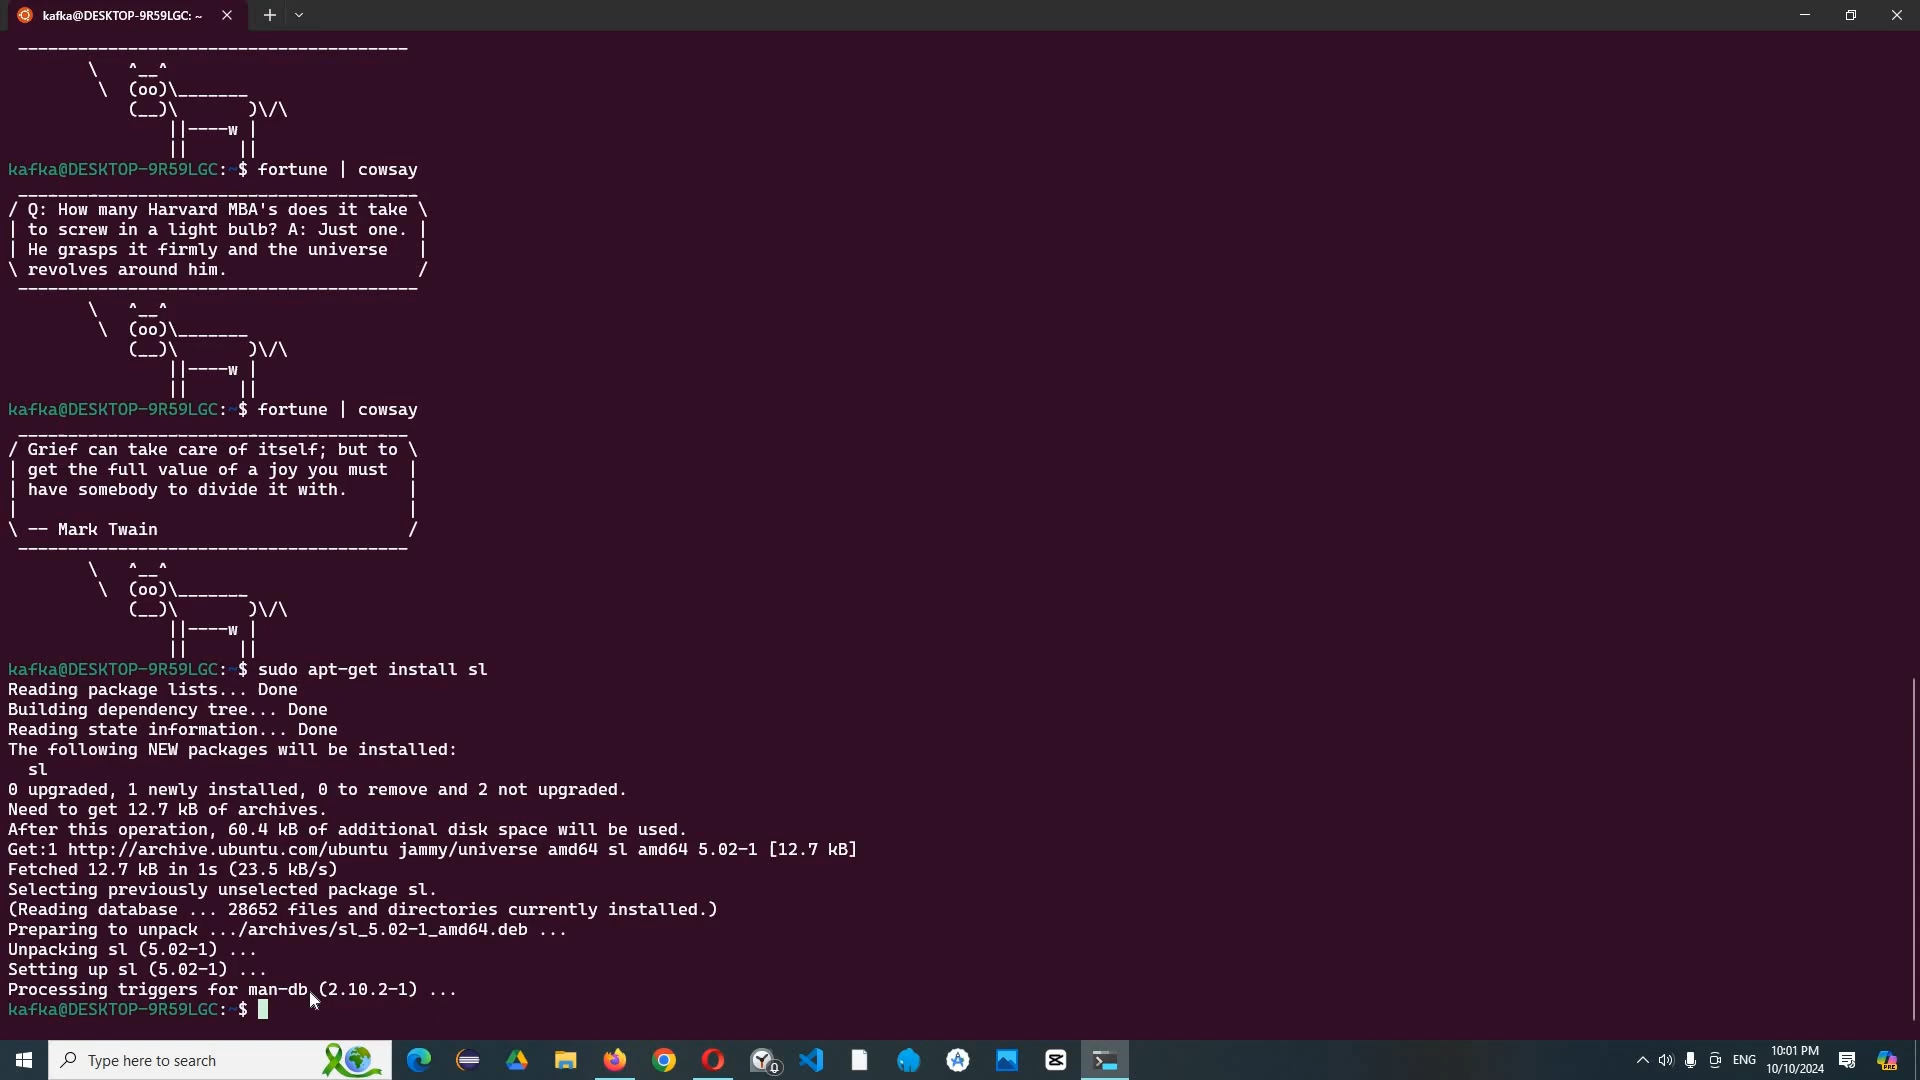 kafka@DESKTOP-9R59LGC: ~
---------------------------------------
        \   ^__^
         \  (oo)\_______
            (__)\       )\/\
                ||----w |
                ||     ||
kafka@DESKTOP-9R59LGC:~$ fortune | cowsay
 ________________________________________
/ Q: How many Harvard MBA's does it take \
| to screw in a light bulb? A: Just one. |
| He grasps it firmly and the universe   |
\ revolves around him.                   /
 ----------------------------------------
        \   ^__^
         \  (oo)\_______
            (__)\       )\/\
                ||----w |
                ||     ||
kafka@DESKTOP-9R59LGC:~$ fortune | cowsay
 _______________________________________
/ Grief can take care of itself; but to \
| get the full value of a joy you must  |
| have somebody to divide it with.      |
|                                       |
\ -- Mark Twain                         /
 ---------------------------------------
        \   ^__^
         \  (oo)\_______
            (__)\       )\/\
                ||----w |
                ||     ||
kafka@DESKTOP-9R59LGC:~$ sudo apt-get install sl
Reading package lists... Done
Building dependency tree... Done
Reading state information... Done
The following NEW packages will be installed:
  sl
0 upgraded, 1 newly installed, 0 to remove and 2 not upgraded.
Need to get 12.7 kB of archives.
After this operation, 60.4 kB of additional disk space will be used.
Get:1 http://archive.ubuntu.com/ubuntu jammy/universe amd64 sl amd64 5.02-1 [12.7 kB]
Fetched 12.7 kB in 1s (23.5 kB/s)
Selecting previously unselected package sl.
(Reading database ... 28652 files and directories currently installed.)
Preparing to unpack .../archives/sl_5.02-1_amd64.deb ...
Unpacking sl (5.02-1) ...
Setting up sl (5.02-1) ...
Processing triggers for man-db (2.10.2-1) ...
kafka@DESKTOP-9R59LGC:~$
Type here to search
ENG
10:01 PM
10/10/2024